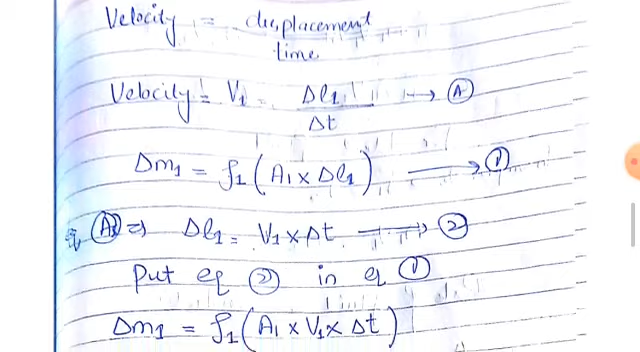 Velocity = displacement / time
Velocity = V₁ = Δl₁ / Δt → Ⓐ
Δm₁ = ρ₁ (A₁ × Δl₁) → ①
Ⓐ ⇒ Δl₁ = V₁ × Δt → ②
Put eq ② in eq ①
Δm₁ = ρ₁ (A₁ × V₁ × Δt)